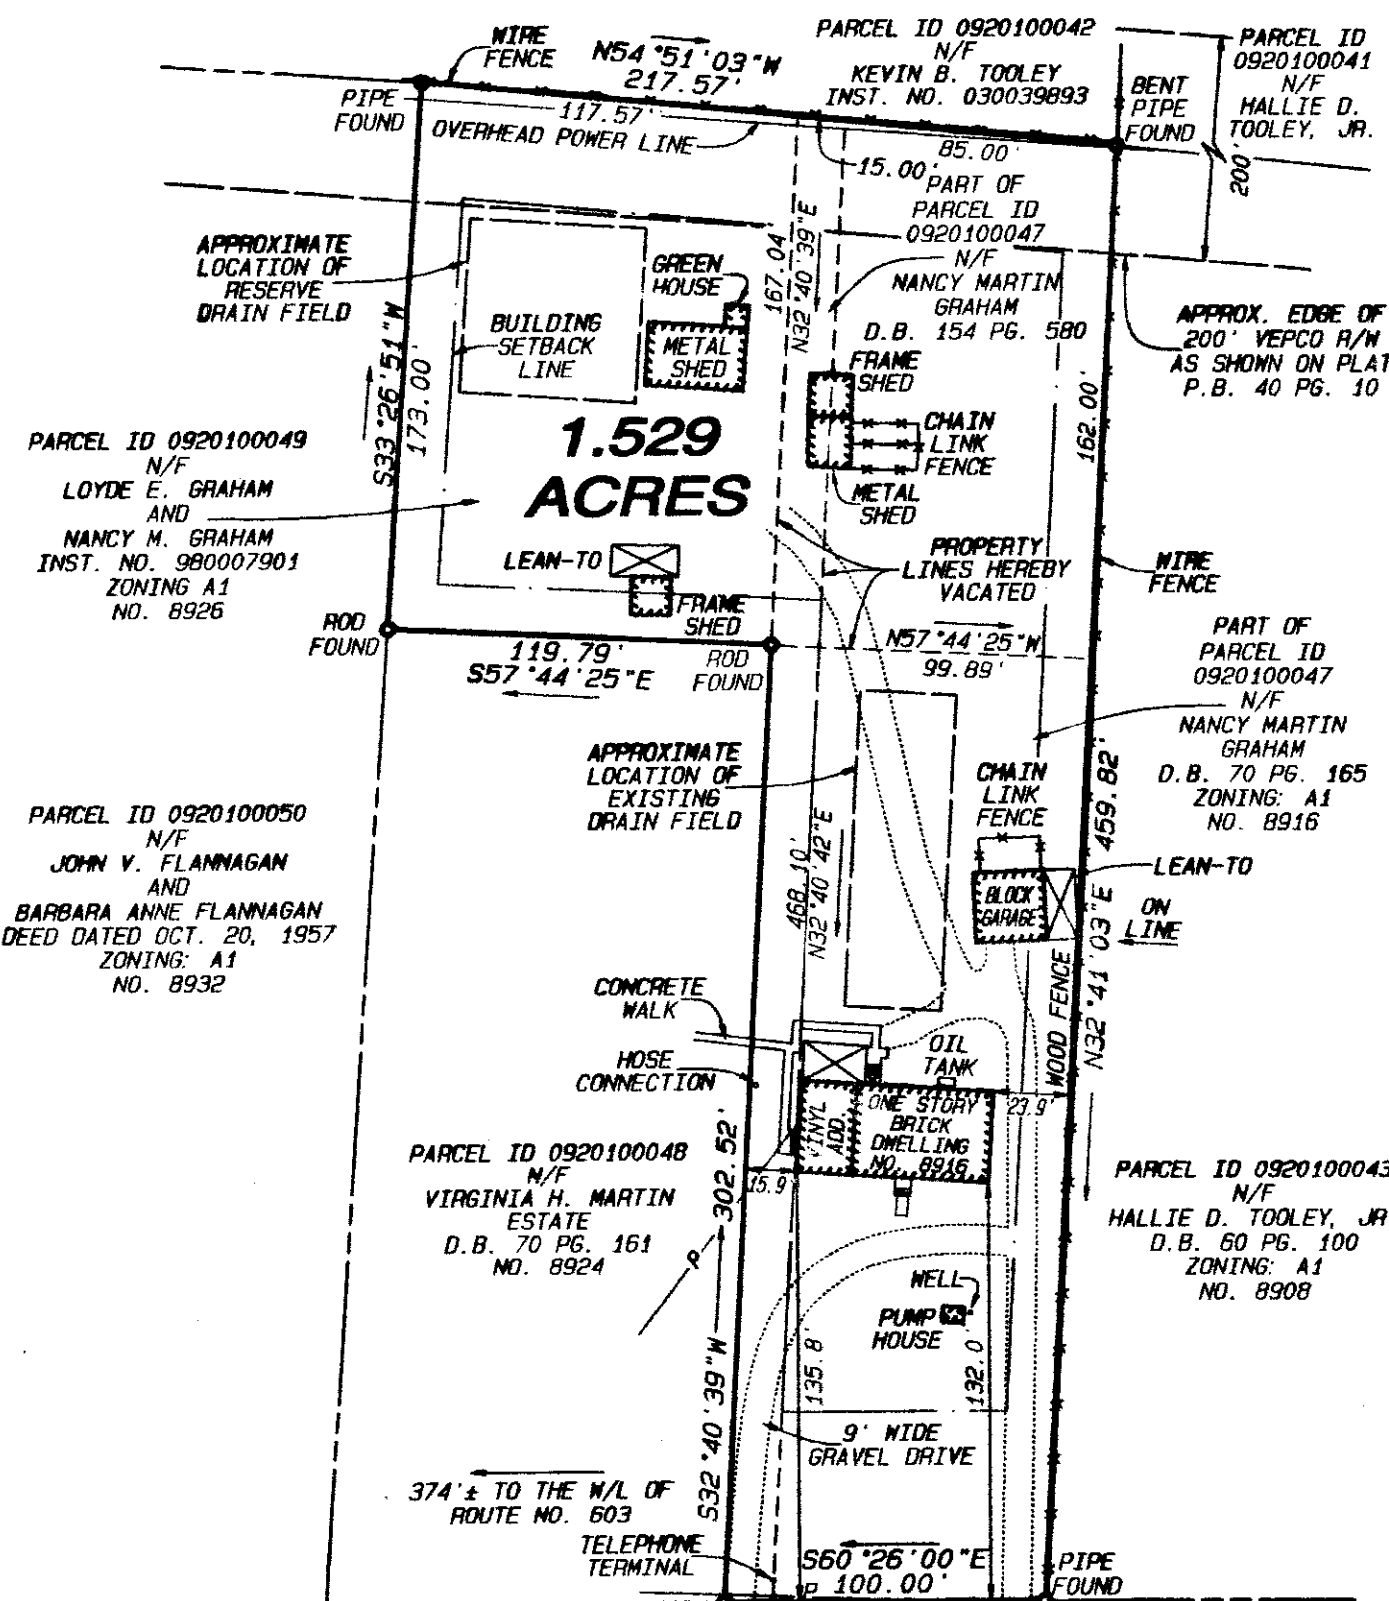 WIRE
FENCE
N54°51'03"W
217.57'
PARCEL ID 0920100042
N/F
KEVIN B. TOOLEY
INST. NO. 030039893
PARCEL ID
0920100041
N/F
HALLIE D.
TOOLEY, JR.
BENT
PIPE
FOUND
200'
PIPE
FOUND
117.57'
OVERHEAD POWER LINE
85.00'
15.00'
PART OF
PARCEL ID
0920100047
N/F
NANCY MARTIN
GRAHAM
D.B. 154 PG. 580
167.04
N32°40'39"E
APPROXIMATE
LOCATION OF
RESERVE
DRAIN FIELD
GREEN
HOUSE
BUILDING
SETBACK
LINE
METAL
SHED
APPROX. EDGE OF
200' VEPCO R/W
AS SHOWN ON PLAT
P.B. 40 PG. 10
FRAME
SHED
S33°26'51"W
173.00'
162.00'
1.529
ACRES
CHAIN
LINK
FENCE
METAL
SHED
PARCEL ID 0920100049
N/F
LOYDE E. GRAHAM
AND
NANCY M. GRAHAM
INST. NO. 980007901
ZONING A1
NO. 8926
LEAN-TO
FRAME
SHED
PROPERTY
LINES HEREBY
VACATED
WIRE
FENCE
ROD
FOUND
119.79'
S57°44'25"E
ROD
FOUND
N57°44'25"W
99.89'
PART OF
PARCEL ID
0920100047
N/F
NANCY MARTIN
GRAHAM
D.B. 70 PG. 165
ZONING: A1
NO. 8916
APPROXIMATE
LOCATION OF
EXISTING
DRAIN FIELD
CHAIN
LINK
FENCE
PARCEL ID 0920100050
N/F
JOHN V. FLANNAGAN
AND
BARBARA ANNE FLANNAGAN
DEED DATED OCT. 20, 1957
ZONING: A1
NO. 8932
468.10'
N32°40'42"E
N32°41'03"E 459.82'
LEAN-TO
BLOCK
GARAGE
ON
LINE
WOOD FENCE
CONCRETE
WALK
HOSE
CONNECTION
OIL
TANK
VINYL
ADD.
ONE STORY
BRICK
DWELLING
NO. 8916
23.9'
15.9'
PARCEL ID 0920100048
N/F
VIRGINIA H. MARTIN
ESTATE
D.B. 70 PG. 161
NO. 8924
P
S32°40'39"W
302.52'
PARCEL ID 0920100043
N/F
HALLIE D. TOOLEY, JR
D.B. 60 PG. 100
ZONING: A1
NO. 8908
WELL
PUMP
HOUSE
135.8'
132.0'
9' WIDE
GRAVEL DRIVE
374'± TO THE W/L OF
ROUTE NO. 603
TELEPHONE
TERMINAL
S60°26'00"E
P 100.00'
PIPE
FOUND